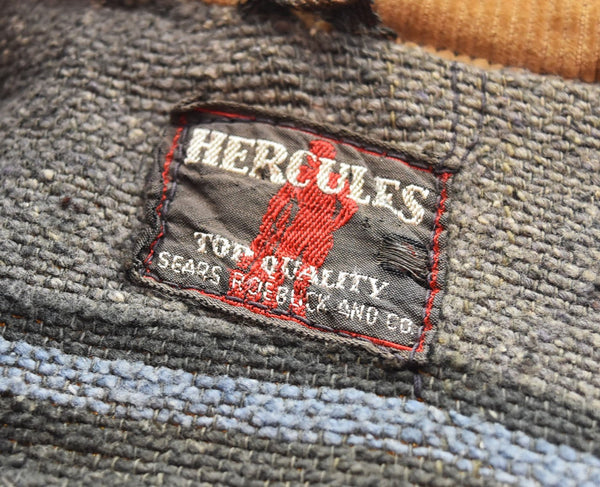 HERCULES
TOP QUALITY
SEARS ROEBUCK AND CO.